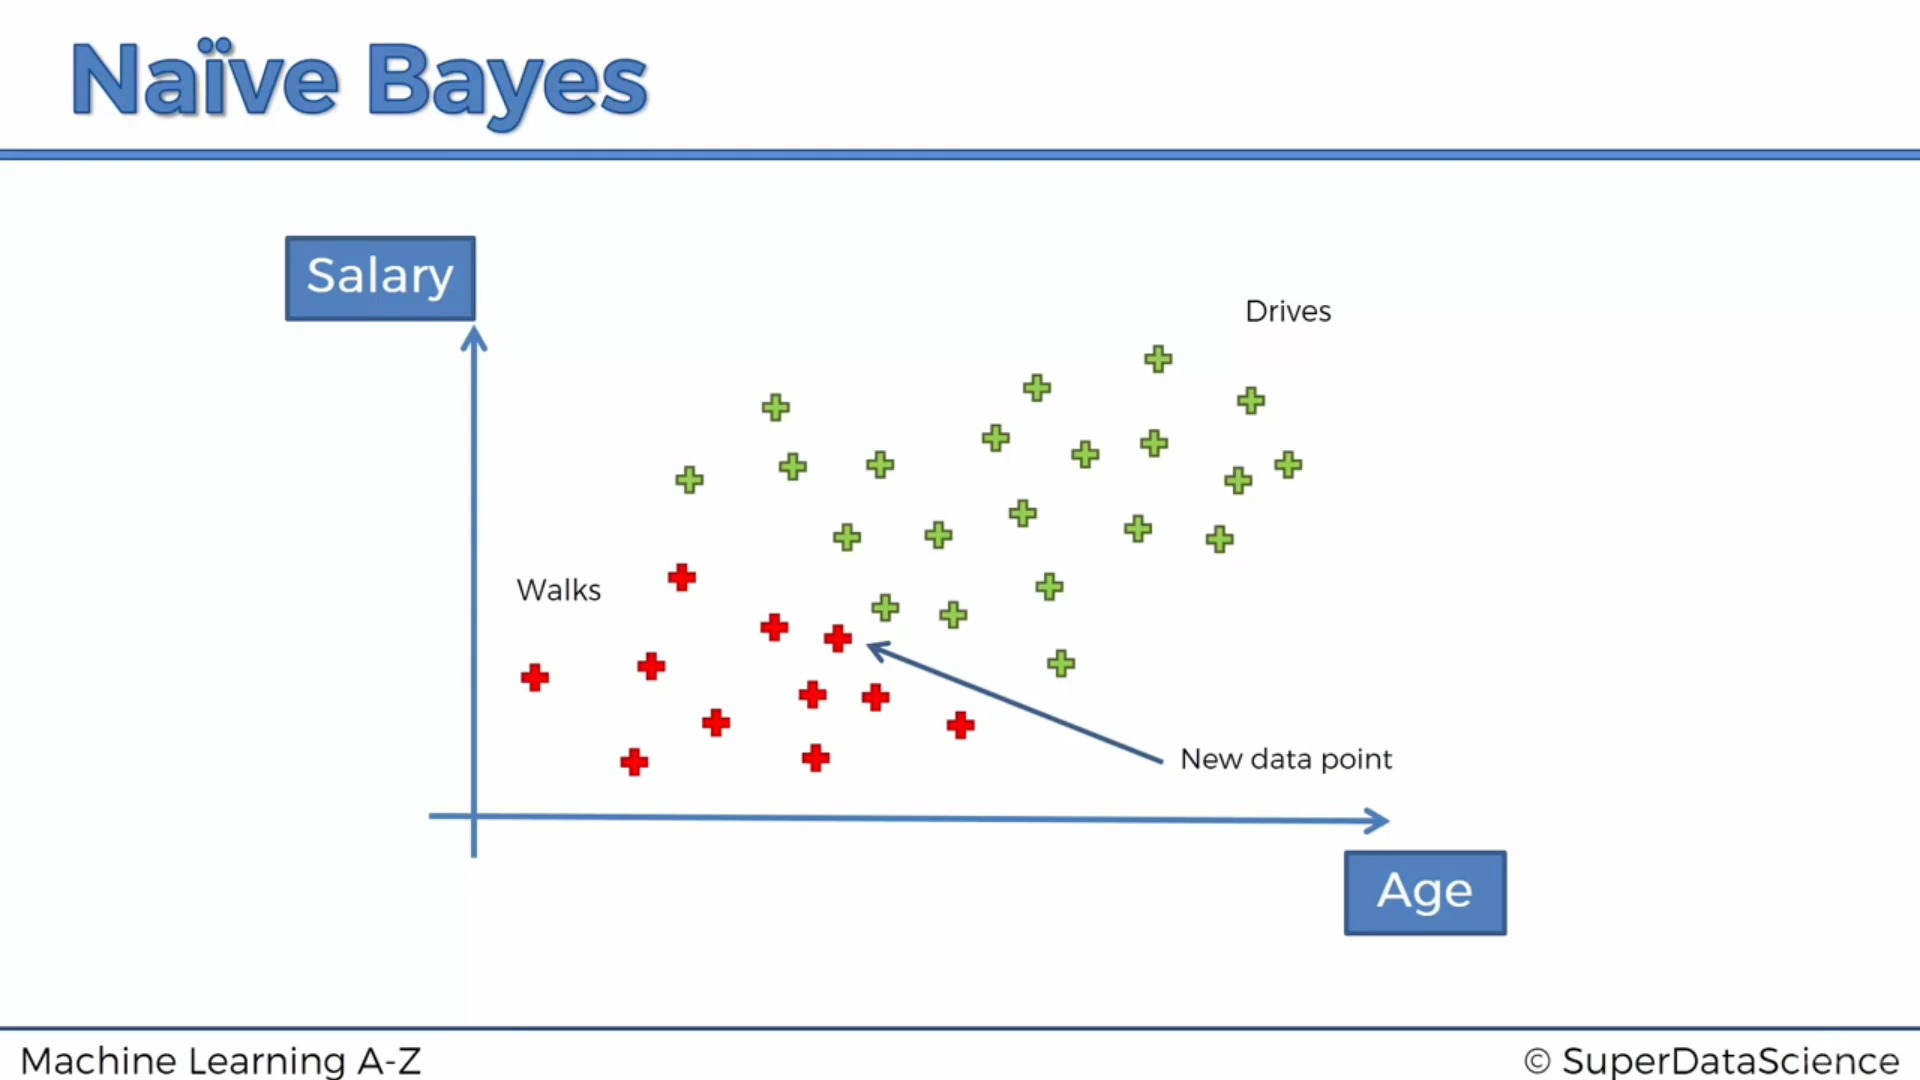 Naïve Bayes
Salary
Drives
Walks
New data point
Age
Machine Learning A-Z
© SuperDataScience